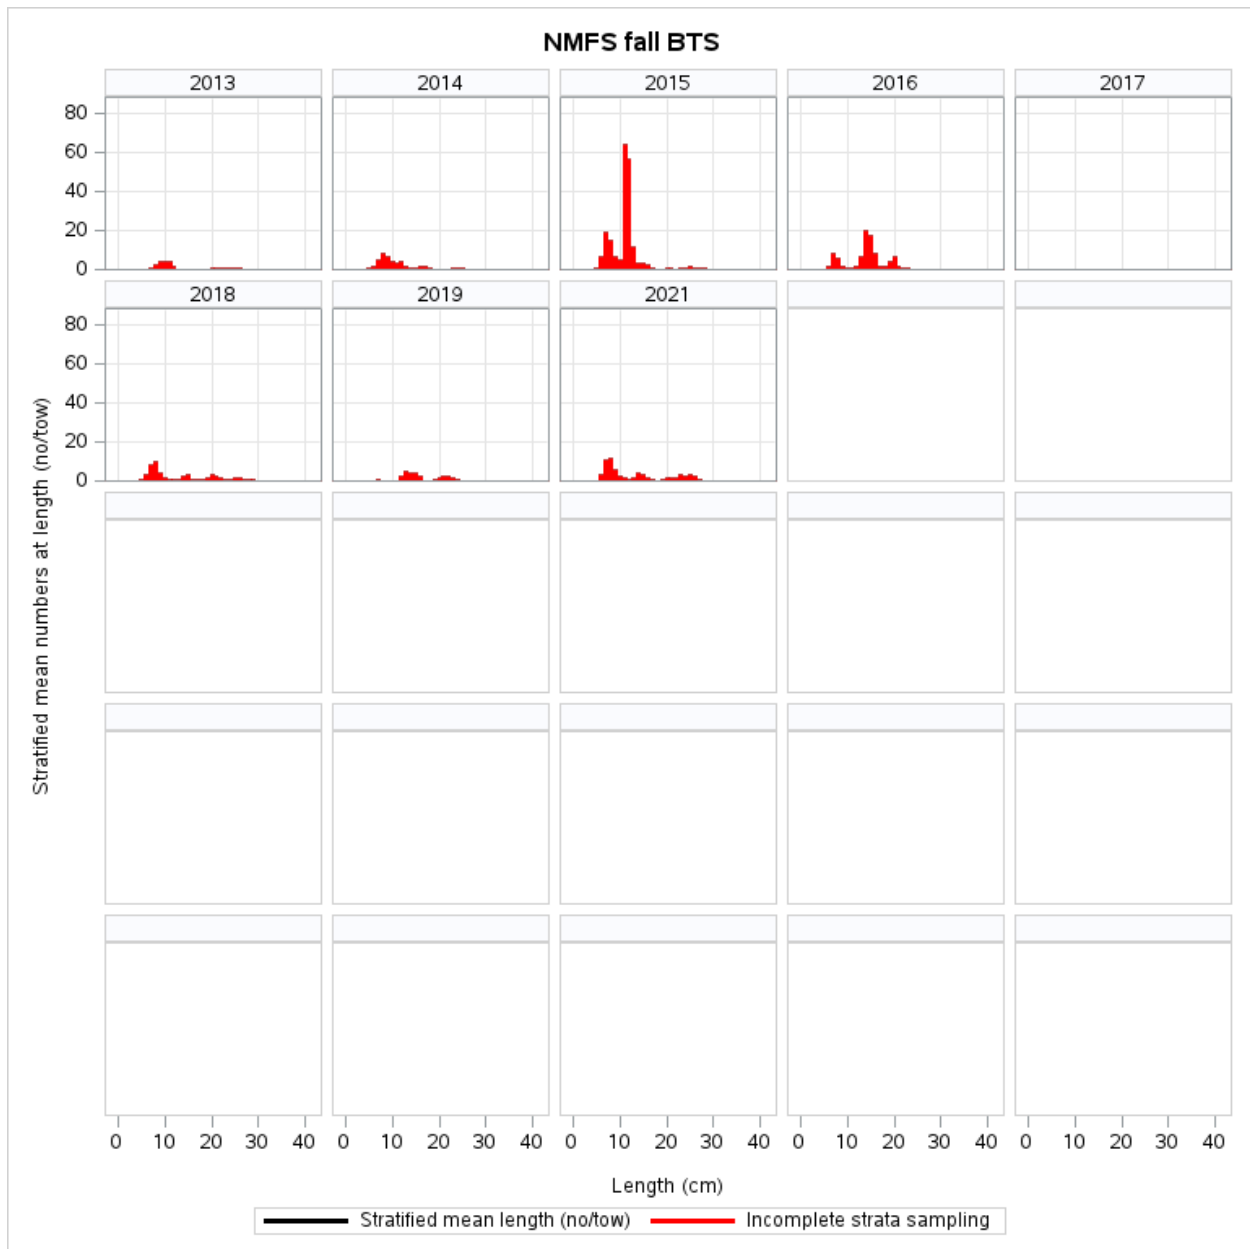 NMFS fall BTS
2013 2014 2015 2016 2017
80
60
40
20
0
2018 2019 2021
80
60
40
20
0
Stratified mean numbers at length (no/tow)
0 10 20 30 40 0 10 20 30 40 0 10 20 30 40 0 10 20 30 40 0 10 20 30 40
Length (cm)
Stratified mean length (no/tow) Incomplete strata sampling